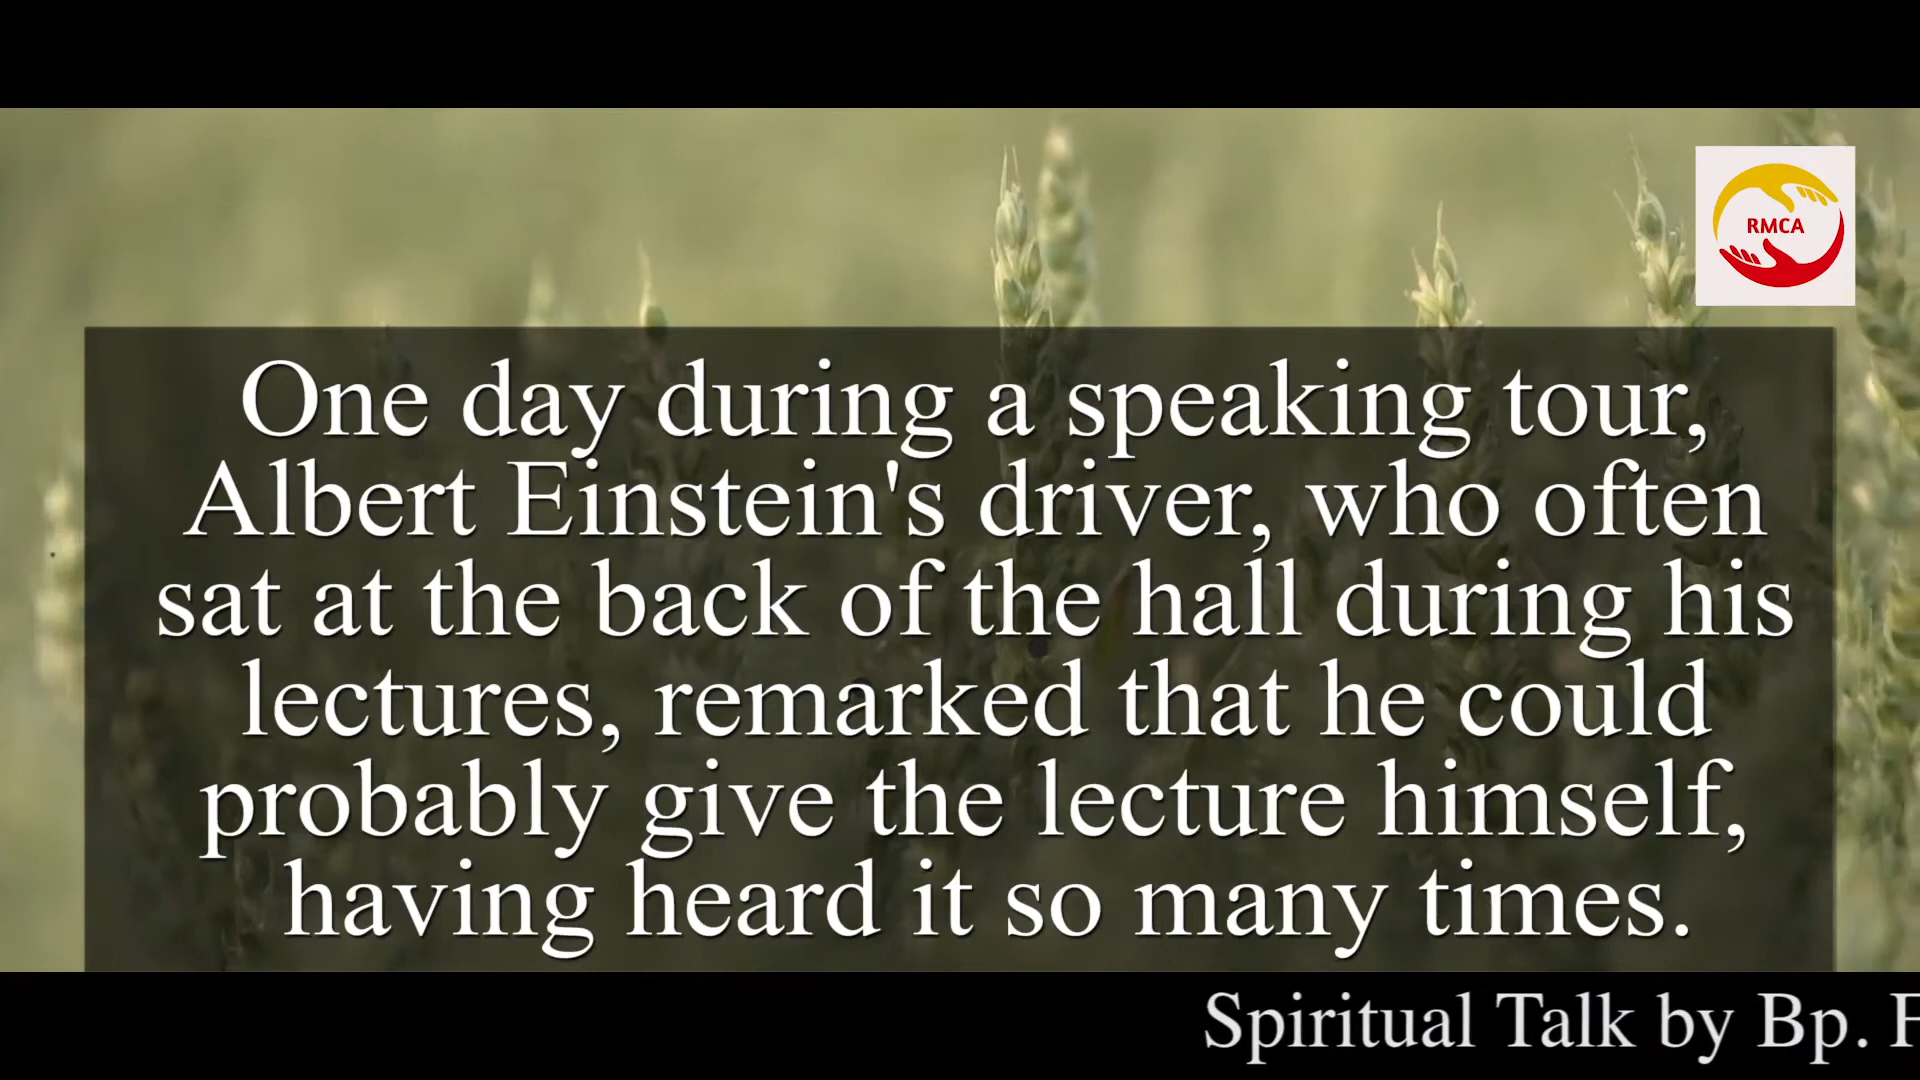 RMCA
One day during a speaking tour,
Albert Einstein's driver, who often
sat at the back of the hall during his
lectures, remarked that he could
probably give the lecture himself,
having heard it so many times.
Spiritual Talk by Bp. F